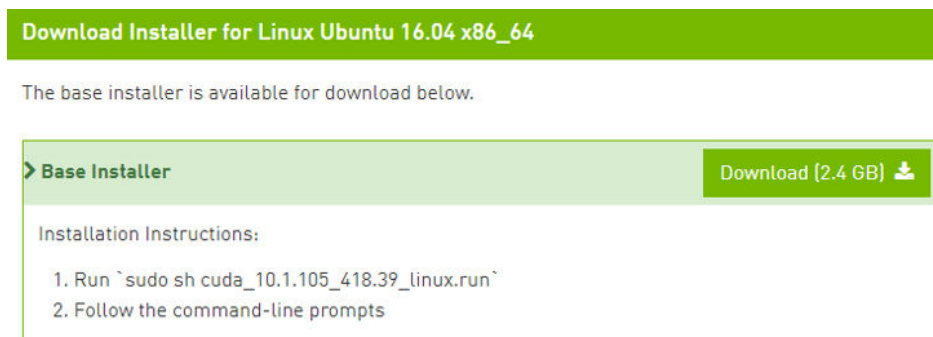 Download Installer for Linux Ubuntu 16.04 x86_64
The base installer is available for download below.
Base Installer
Download (2.4 GB)
Installation Instructions:
1. Run `sudo sh cuda_10.1.105_418.39_linux.run`
2. Follow the command-line prompts